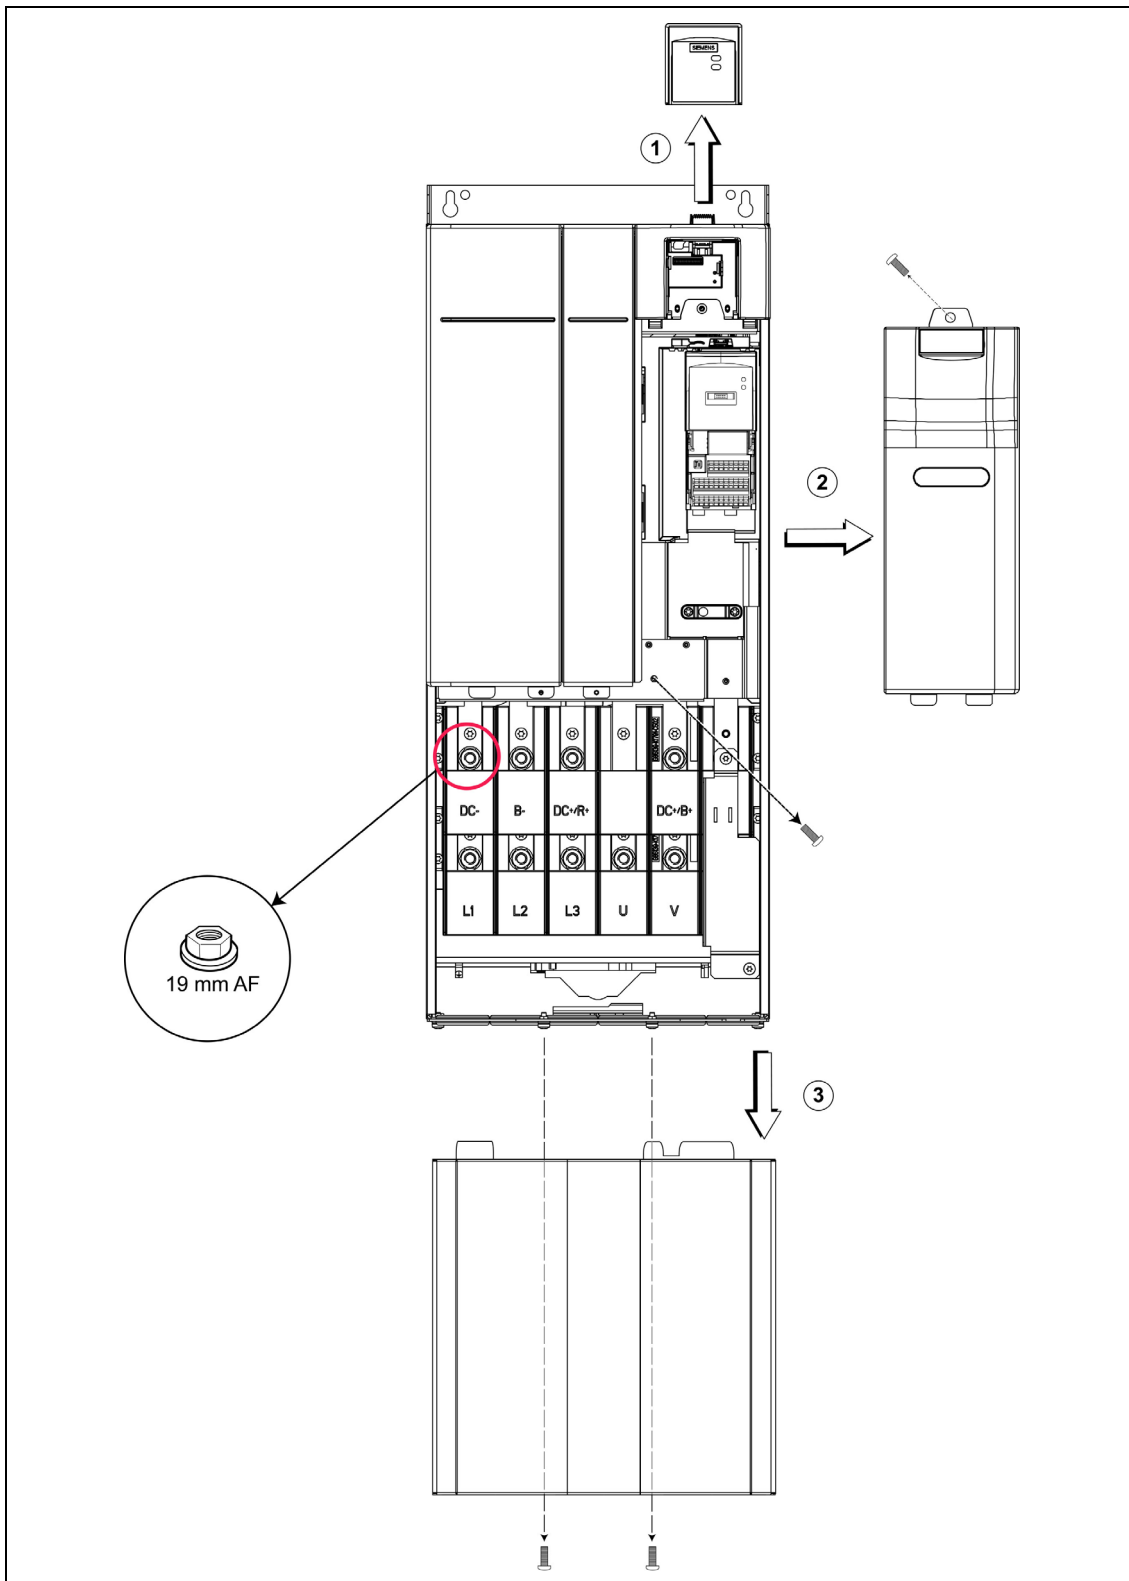 SIEMENS
1
2
DC- B- DC+/R+ DC+/B+
L1 L2 L3 U V
19 mm AF
3